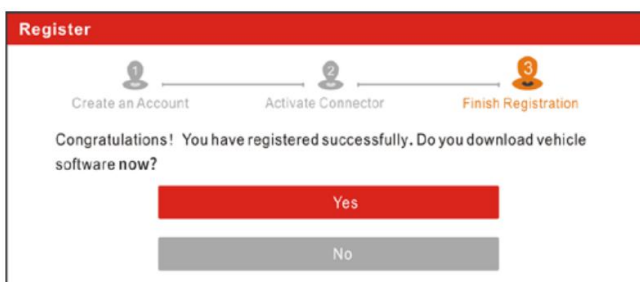 Register
1 2 3
Create an Account Activate Connector Finish Registration
Congratulations! You have registered successfully. Do you download vehicle
software now?
Yes
No